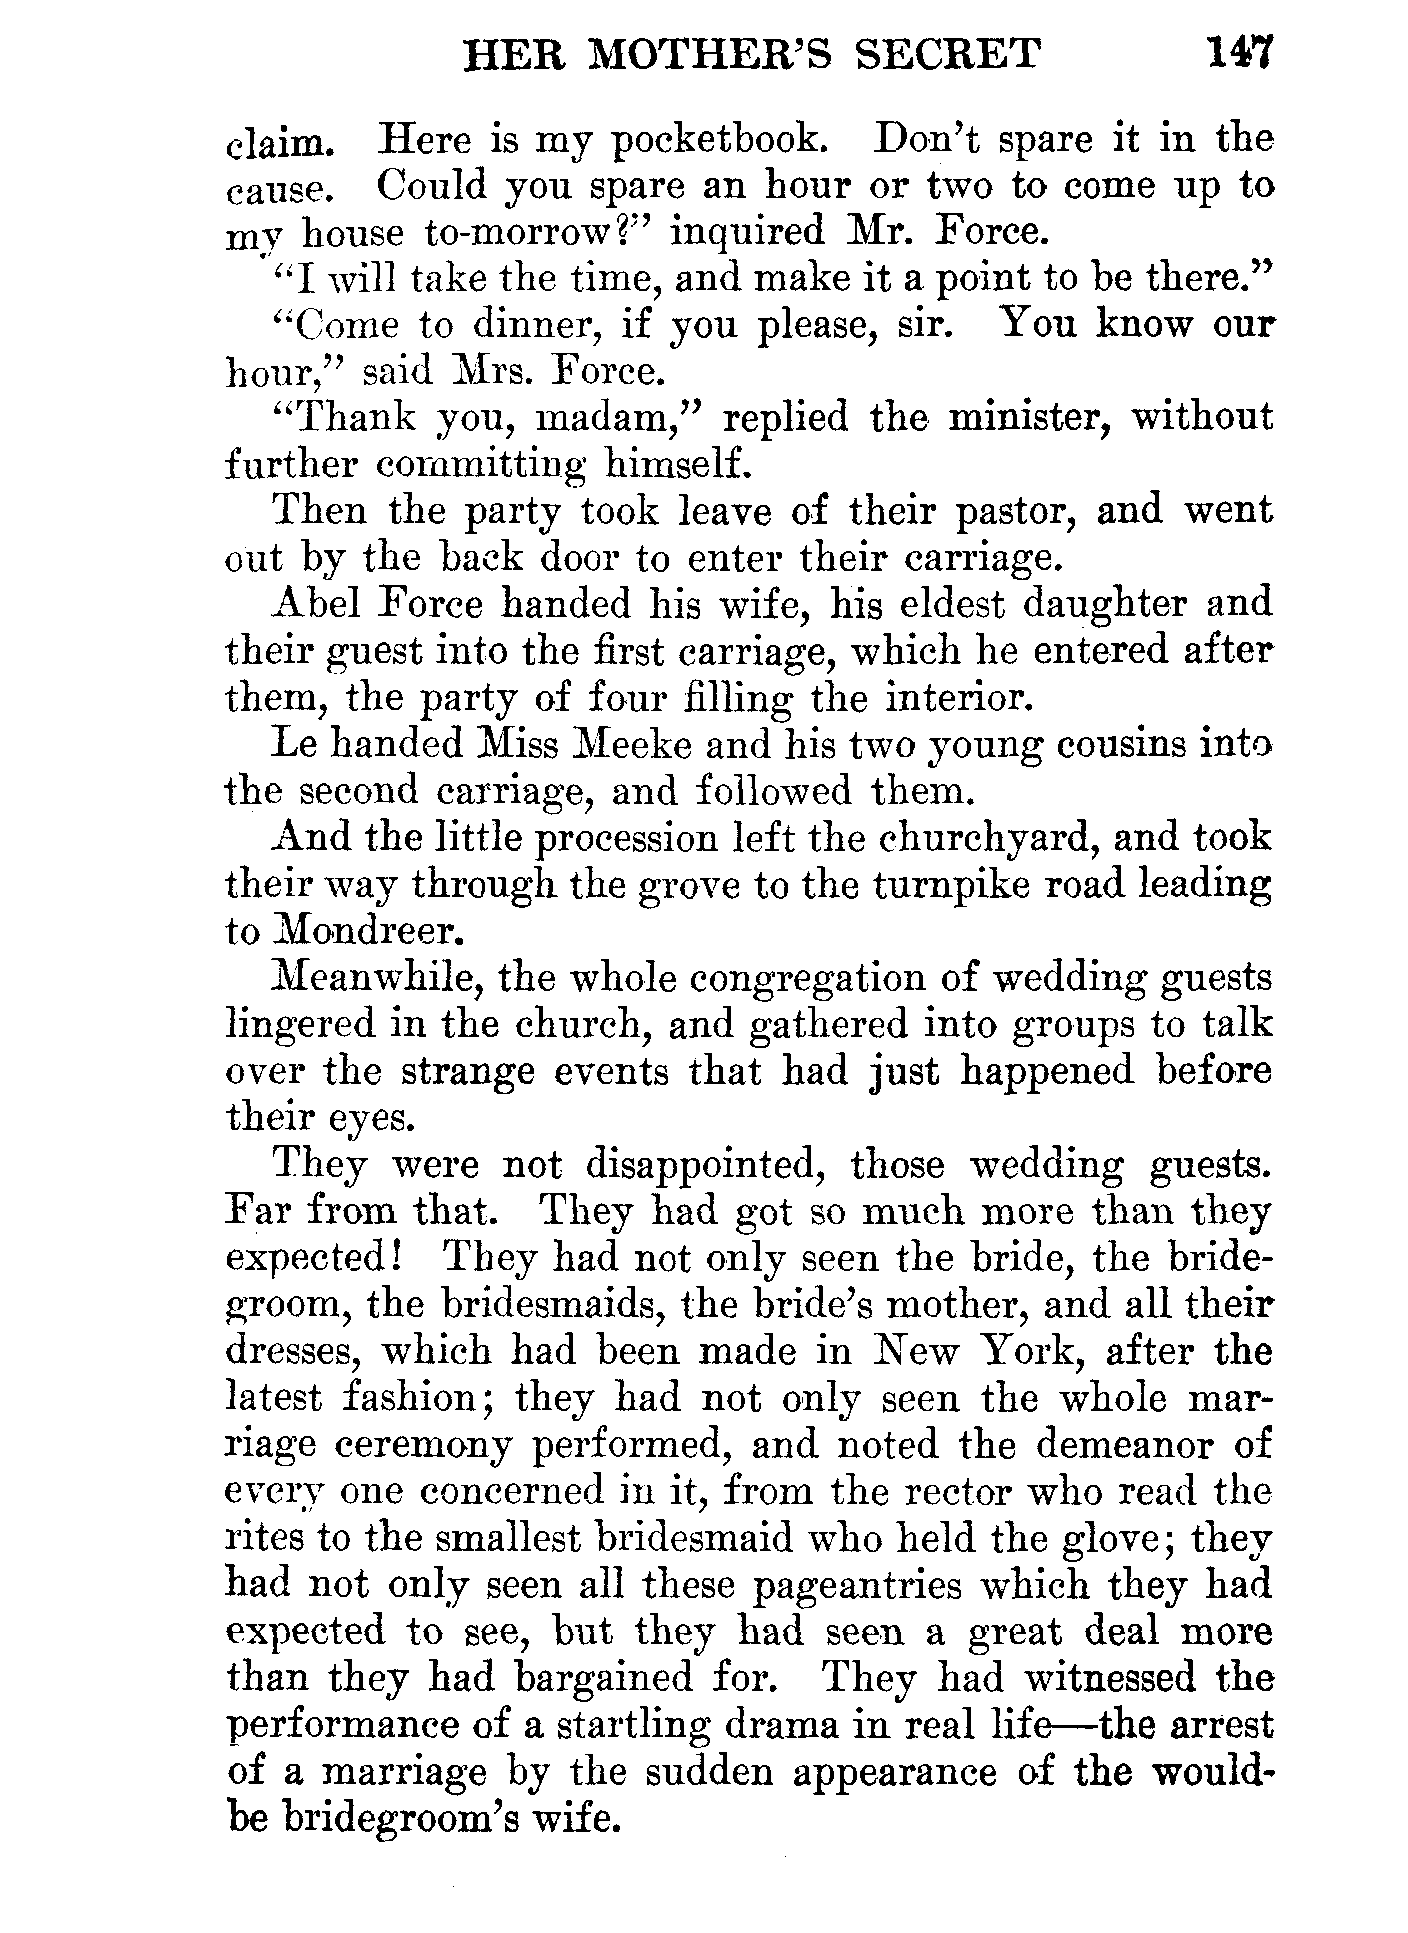 HER MOTHER'S SECRET 147
claim. Here is my pocketbook. Don't spare it in the
cause. Could you spare an hour or two to come up to
my house to-morrow?" inquired Mr. Force.
"I will take the time, and make it a point to be there."
"Come to dinner, if you please, sir. You know our
hour," said Mrs. Force.
"Thank you, madam," replied the minister, without
further committing himself.
Then the party took leave of their pastor, and went
out by the back door to enter their carriage.
Abel Force handed his wife, his eldest daughter and
their guest into the first carriage, which he entered after
them, the party of four filling the interior.
Le handed Miss Meeke and his two young cousins into
the second carriage, and followed them.
And the little procession left the churchyard, and took
their way through the grove to the turnpike road leading
to Mondreer.
Meanwhile, the whole congregation of wedding guests
lingered in the church, and gathered into groups to talk
over the strange events that had just happened before
their eyes.
They were not disappointed, those wedding guests.
Far from that. They had got so much more than they
expected! They had not only seen the bride, the bride-
groom, the bridesmaids, the bride's mother, and all their
dresses, which had been made in New York, after the
latest fashion; they had not only seen the whole mar-
riage ceremony performed, and noted the demeanor of
every one concerned in it, from the rector who read the
rites to the smallest bridesmaid who held the glove; they
had not only seen all these pageantries which they had
expected to see, but they had seen a great deal more
than they had bargained for. They had witnessed the
performance of a startling drama in real life—the arrest
of a marriage by the sudden appearance of the would-
be bridegroom's wife.